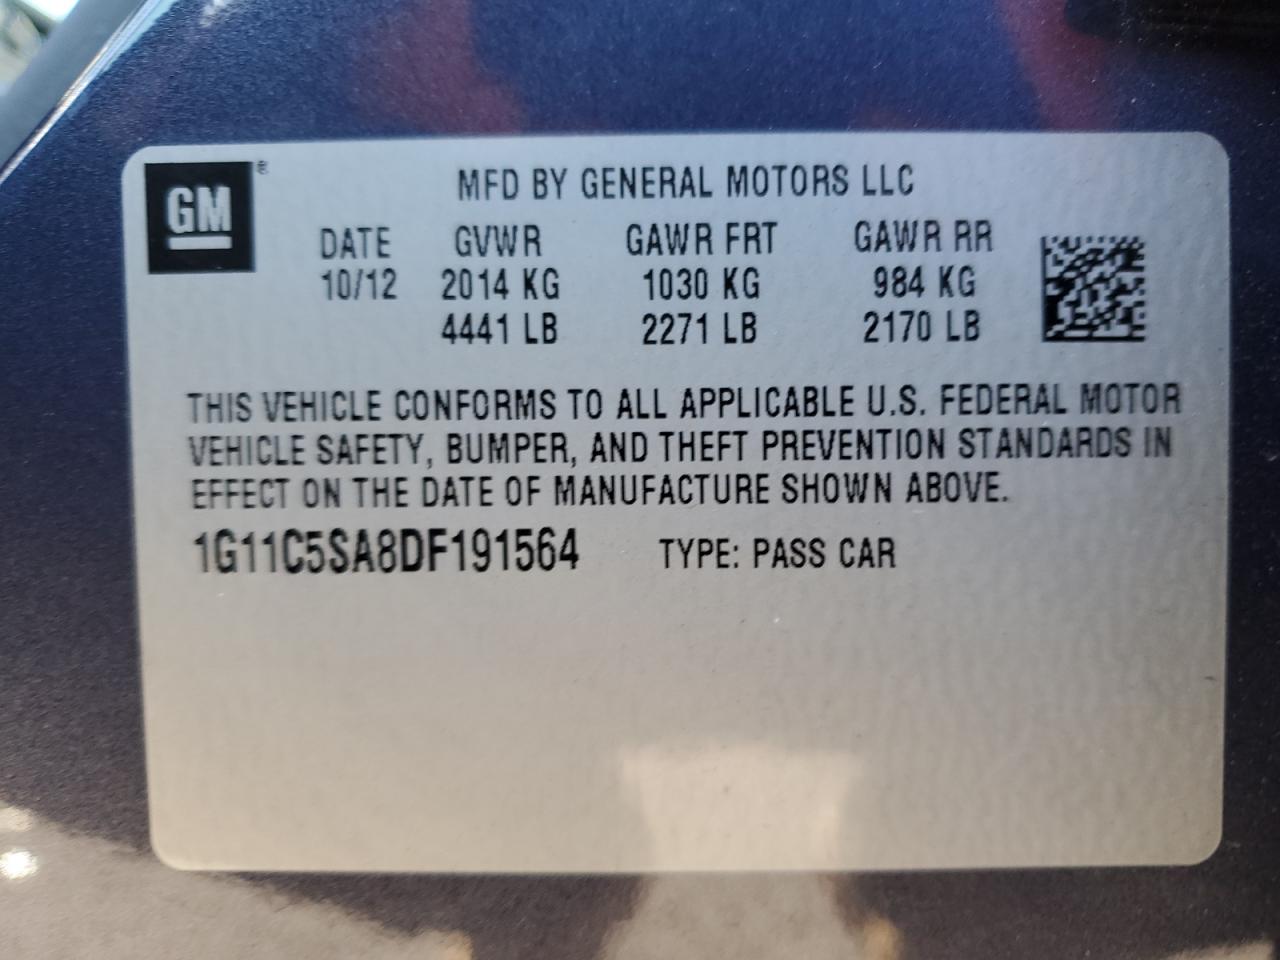 GM ®
MFD BY GENERAL MOTORS LLC
DATE GVWR GAWR FRT GAWR RR
10/12 2014 KG 1030 KG 984 KG
4441 LB 2271 LB 2170 LB
THIS VEHICLE CONFORMS TO ALL APPLICABLE U.S. FEDERAL MOTOR
VEHICLE SAFETY, BUMPER, AND THEFT PREVENTION STANDARDS IN
EFFECT ON THE DATE OF MANUFACTURE SHOWN ABOVE.
1G11C5SA8DF191564 TYPE: PASS CAR